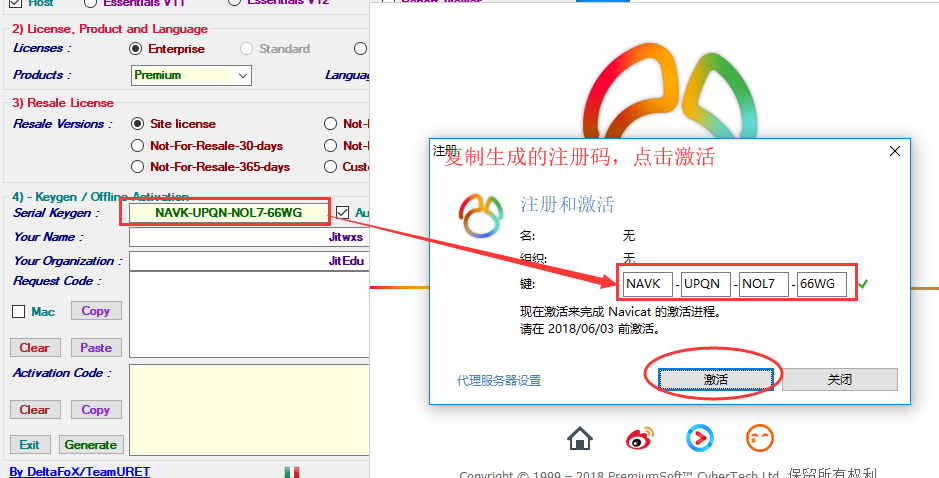 Host
Essentials V11
Essentials V12
Report Viewer
2) License, Product and Language
Licenses :
Enterprise
Standard
Products :
Premium
3) Resale License
Resale Versions :
Site license
Not-For-Resale-30-days
Not-For-Resale-365-days
4) - Keygen / Offline Activation
Serial Keygen :
NAVK-UPQN-NOL7-66WG
Your Name :
Jitwxs
Your Organization :
JitEdu
Request Code :
Mac
Copy
Clear
Paste
Activation Code :
Clear
Copy
Exit
Generate
By DeltaFoX/TeamURET
注册
复制生成的注册码，点击激活
注册和激活
名:
无
组织:
无
键:
NAVK - UPQN - NOL7 - 66WG
现在激活来完成 Navicat 的激活进程。
请在 2018/06/03 前激活。
代理服务器设置
激活
关闭
Copyright © 1999 – 2018 PremiumSoft™ CyberTech Ltd. 保留所有权利